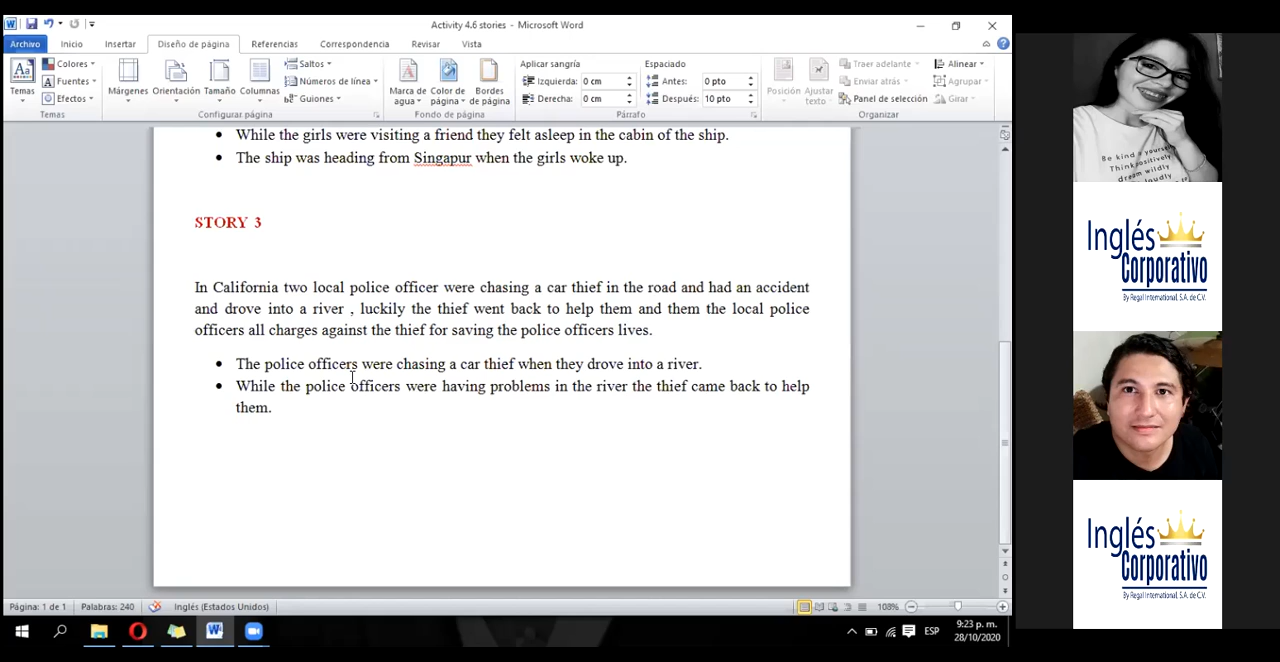 Activity 4.6 stories - Microsoft Word
Archivo Inicio Insertar Diseño de página Referencias Correspondencia Revisar Vista
Temas
Colores
Fuentes
Efectos
Temas
Márgenes Orientación Tamaño Columnas
Saltos
Números de línea
Guiones
Configurar página
Marca de agua
Color de página
Bordes de página
Fondo de página
Aplicar sangría
Izquierda: 0 cm
Derecha: 0 cm
Espaciado
Antes: 0 pto
Después: 10 pto
Párrafo
Posición
Ajustar texto
Traer adelante
Enviar atrás
Panel de selección
Alinear
Agrupar
Girar
Organizar
While the girls were visiting a friend they felt asleep in the cabin of the ship.
The ship was heading from Singapur when the girls woke up.
STORY 3
In California two local police officer were chasing a car thief in the road and had an accident
and drove into a river , luckily the thief went back to help them and them the local police
officers all charges against the thief for saving the police officers lives.
The police officers were chasing a car thief when they drove into a river.
While the police officers were having problems in the river the thief came back to help
them.
Página: 1 de 1 Palabras: 240 Inglés (Estados Unidos) 108%
ESP 9:23 p. m.
28/10/2020
Be kind a yourself
Think positively
dream wildly
loudly
Inglés
Corporativo
By Regal International, S.A. de C.V.
Inglés
Corporativo
By Regal International, S.A. de C.V.